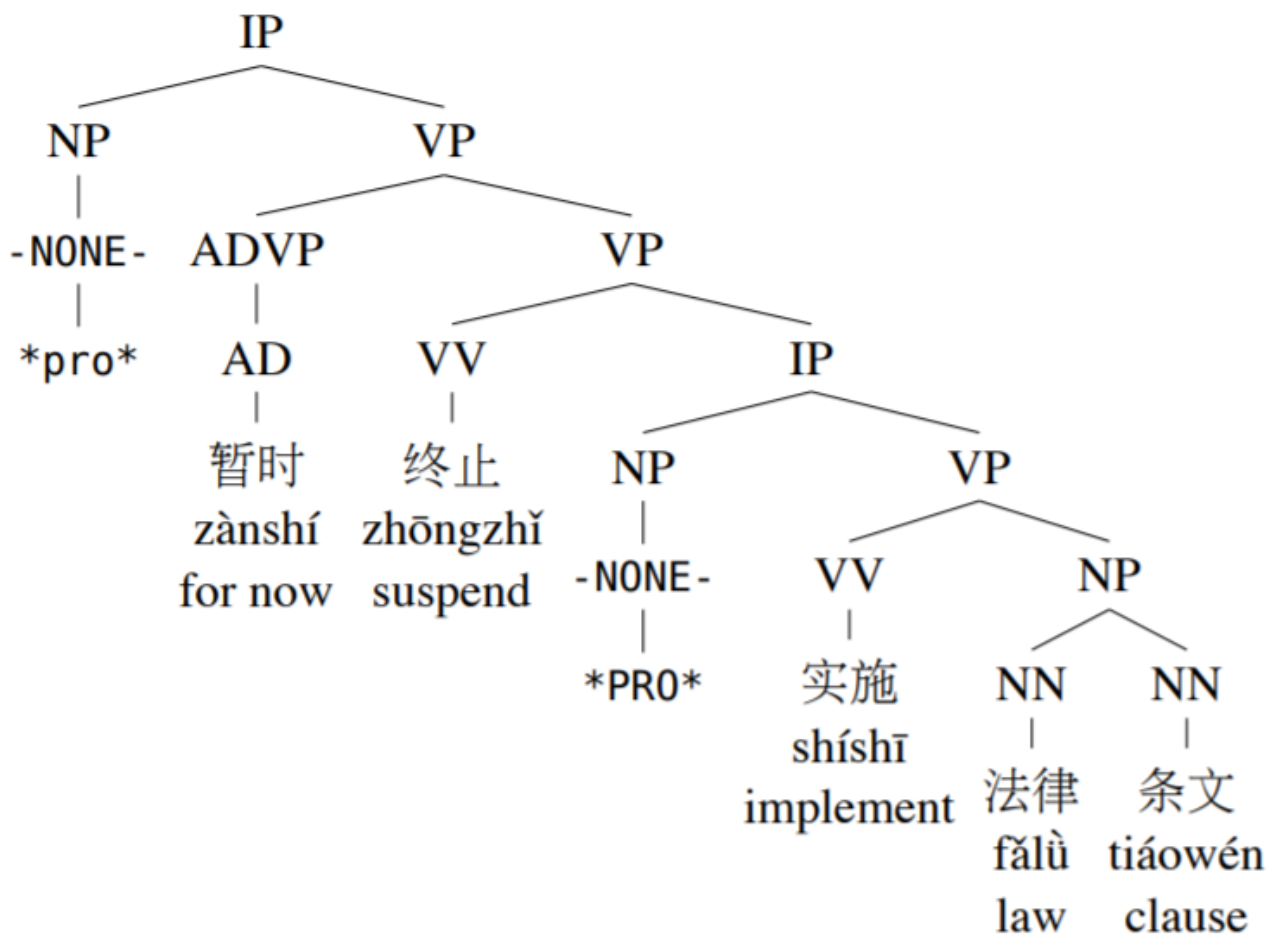 IP
NP VP
-NONE- ADVP VP
*pro* AD VV IP
暂时 终止 NP VP
zànshí zhōngzhǐ -NONE- VV NP
for now suspend
*PRO* 实施 NN NN
shíshī
implement 法律 条文
fǎlǜ tiáowén
law clause